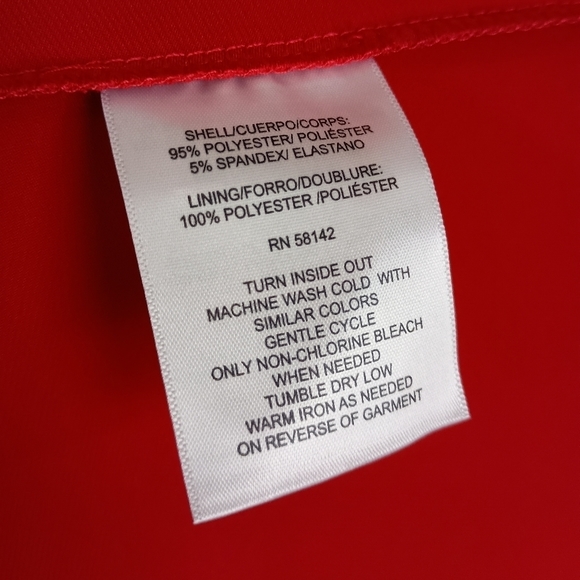 SHELL/CUERPO/CORPS:
95% POLYESTER/ POLIÉSTER
5% SPANDEX/ ELASTANO
LINING/FORRO/DOUBLURE:
100% POLYESTER /POLIÉSTER
RN 58142
TURN INSIDE OUT
MACHINE WASH COLD WITH
SIMILAR COLORS
GENTLE CYCLE
ONLY NON-CHLORINE BLEACH
WHEN NEEDED
TUMBLE DRY LOW
WARM IRON AS NEEDED
ON REVERSE OF GARMENT